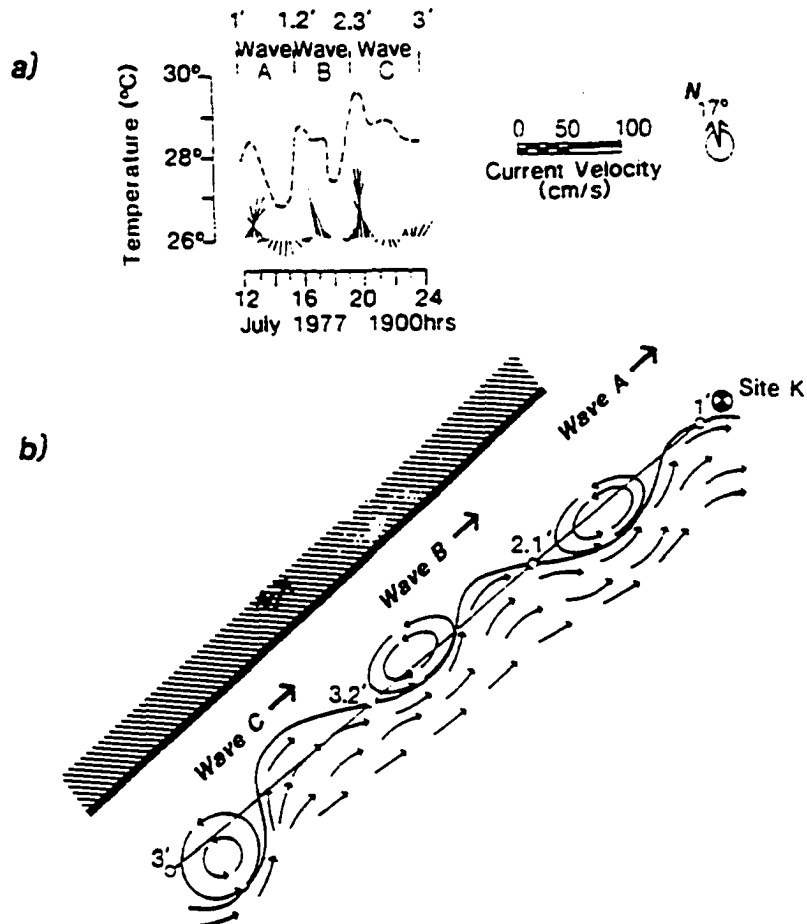 a)
1' 1.2' 2.3' 3'
Wave Wave Wave
A B C
30°
28°
26°
Temperature (°C)
12 16 20 24
July 1977 1900hrs
0 50 100
Current Velocity
(cm/s)
N
17°
b)
Wave A
Site K
1'
Wave B
2.1'
Wave C
3.2'
3'